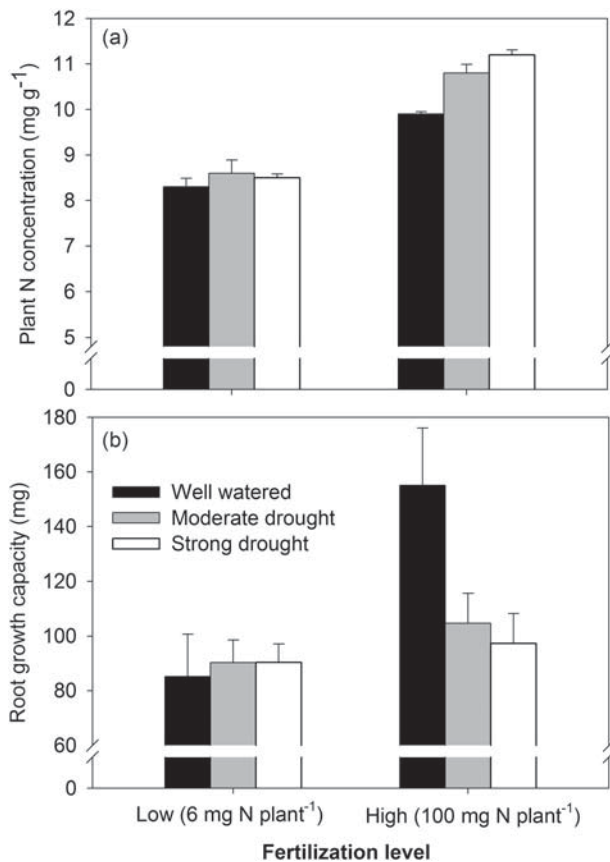 (a)
Plant N concentration (mg g⁻¹)
12
11
10
9
8
7
6
5
0
(b)
Root growth capacity (mg)
180
160
140
120
100
80
60
0
Well watered
Moderate drought
Strong drought
Low (6 mg N plant⁻¹)
High (100 mg N plant⁻¹)
Fertilization level